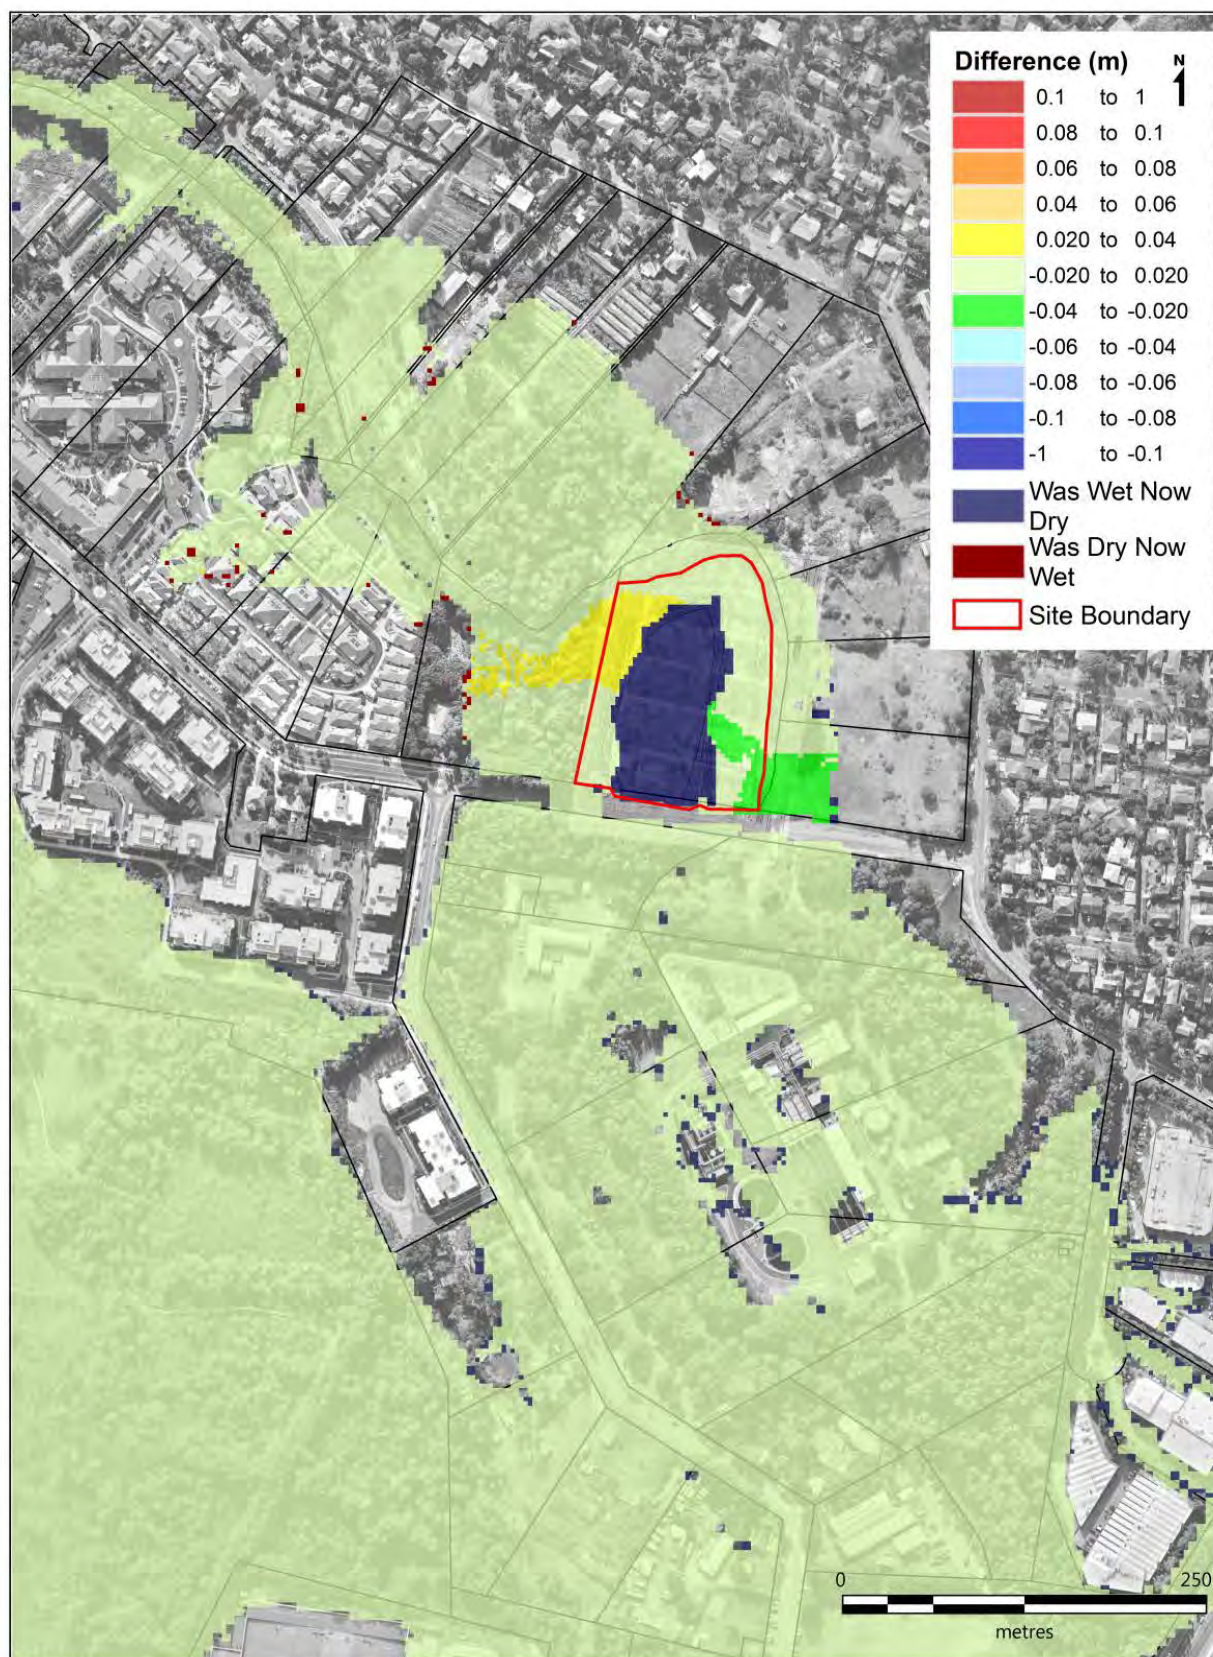 Difference (m)
N
0.1 to 1
0.08 to 0.1
0.06 to 0.08
0.04 to 0.06
0.020 to 0.04
-0.020 to 0.020
-0.04 to -0.020
-0.06 to -0.04
-0.08 to -0.06
-0.1 to -0.08
-1 to -0.1
Was Wet Now
Dry
Was Dry Now
Wet
Site Boundary
0 250
metres